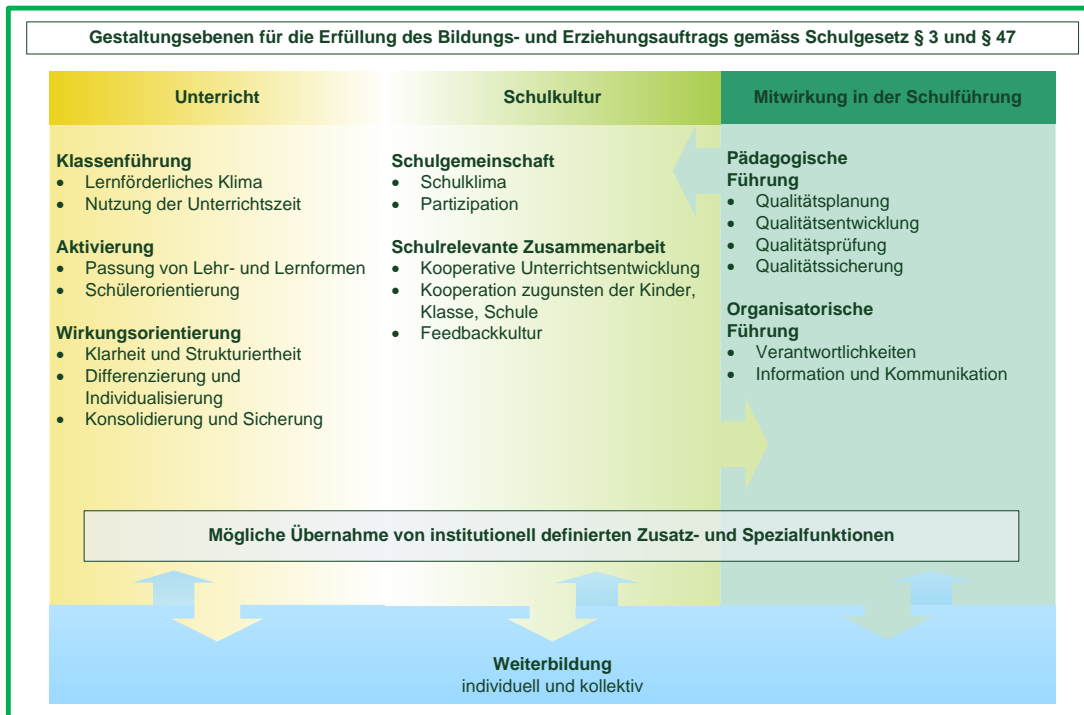 Gestaltungsebenen für die Erfüllung des Bildungs- und Erziehungsauftrags gemäss Schulgesetz § 3 und § 47
Unterricht
Klassenführung
• Lernförderliches Klima
• Nutzung der Unterrichtszeit
Aktivierung
• Passung von Lehr- und Lernformen
• Schülerorientierung
Wirkungsorientierung
• Klarheit und Strukturiertheit
• Differenzierung und
Individualisierung
• Konsolidierung und Sicherung
Schulkultur
Schulgemeinschaft
• Schulklima
• Partizipation
Schulrelevante Zusammenarbeit
• Kooperative Unterrichtsentwicklung
• Kooperation zugunsten der Kinder,
Klasse, Schule
• Feedbackkultur
Mitwirkung in der Schulführung
Pädagogische
Führung
• Qualitätsplanung
• Qualitätsentwicklung
• Qualitätsprüfung
• Qualitätssicherung
Organisatorische
Führung
• Verantwortlichkeiten
• Information und Kommunikation
Mögliche Übernahme von institutionell definierten Zusatz- und Spezialfunktionen
Weiterbildung
individuell und kollektiv